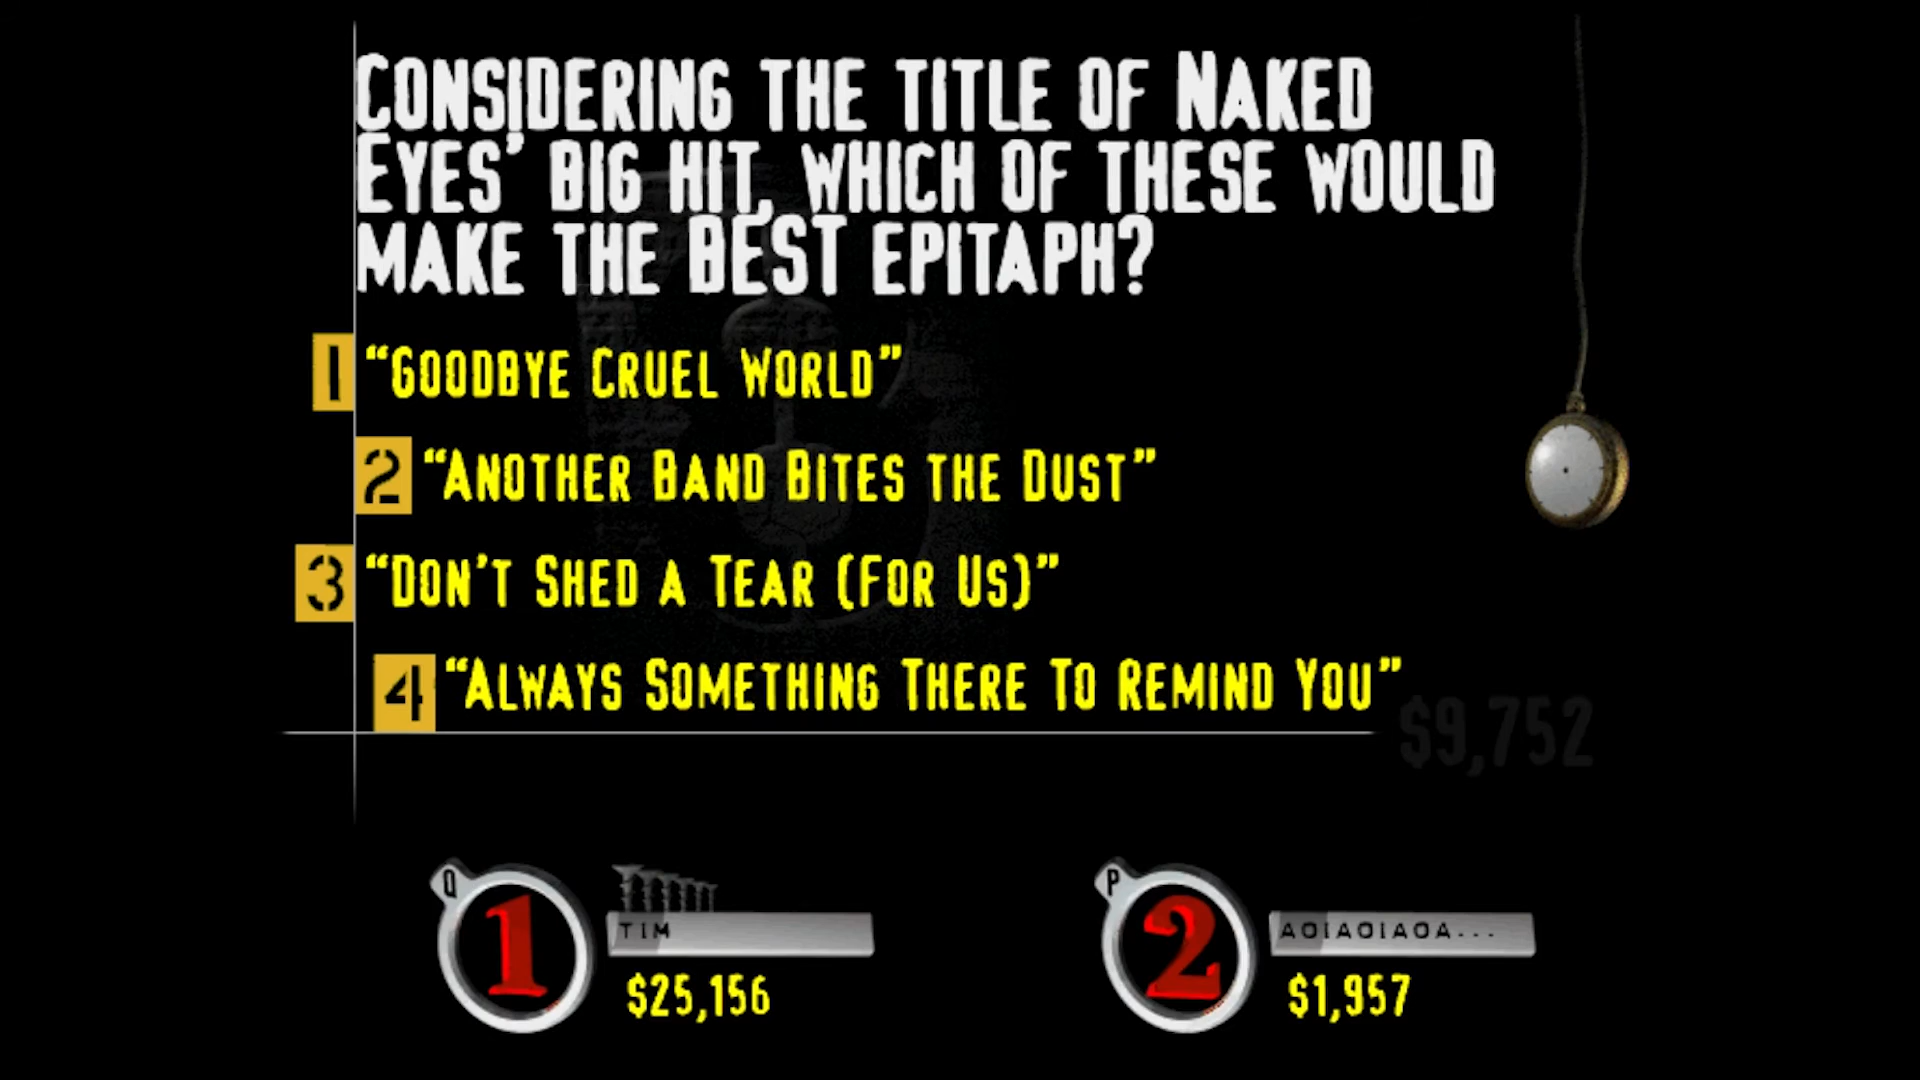 Considering the title of Naked
Eyes' big hit, which of these would
make the BEST epitaph?
1 "Goodbye Cruel World"
2 "Another Band Bites the Dust"
3 "Don't Shed a Tear (For Us)"
4 "Always Something There To Remind You"
$9,752
Q 1 TIM
$25,156
P 2 AOIAOIAOA...
$1,957